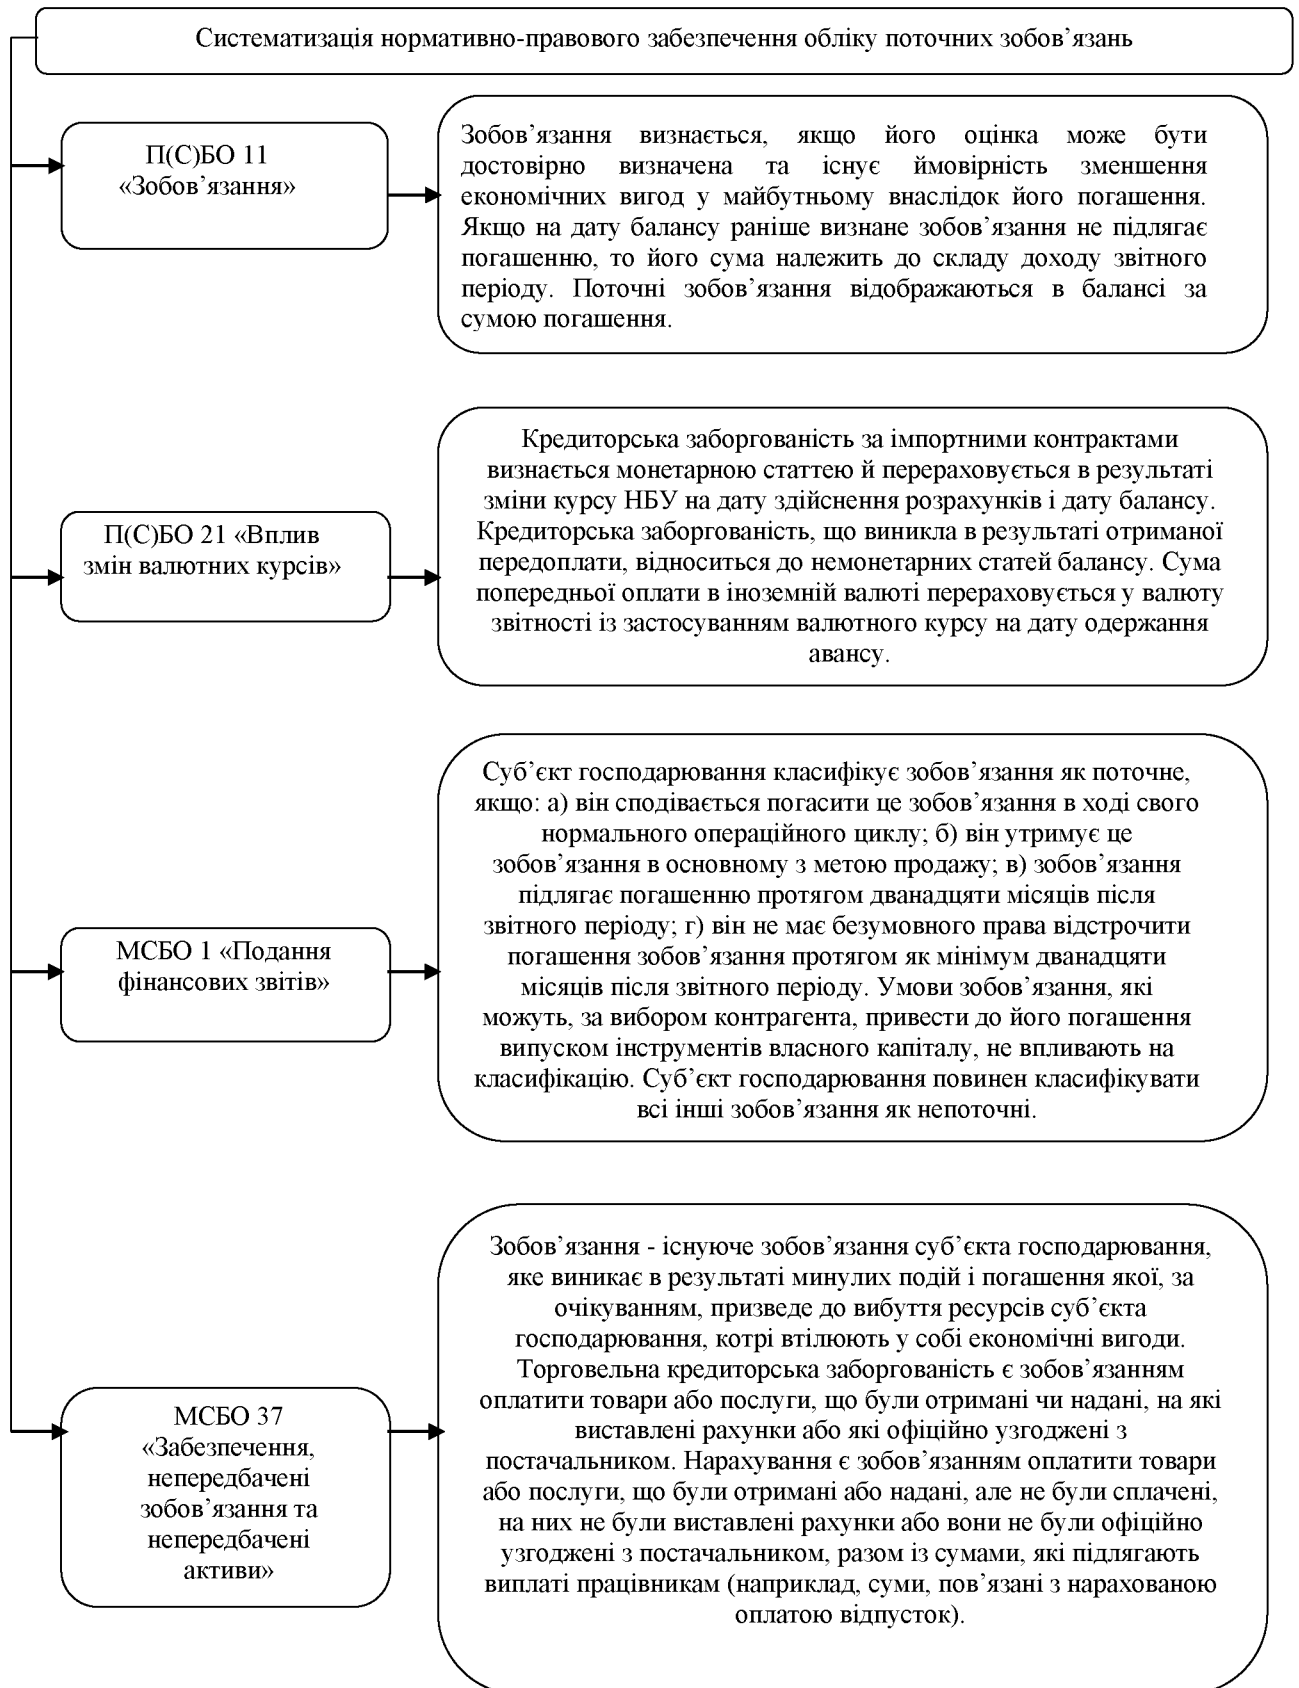 Систематизація нормативно-правового забезпечення обліку поточних зобов’язань
П(С)БО 11
«Зобов’язання»
Зобов’язання визнається, якщо його оцінка може бути
достовірно визначена та існує ймовірність зменшення
економічних вигод у майбутньому внаслідок його погашення.
Якщо на дату балансу раніше визнане зобов’язання не підлягає
погашенню, то його сума належить до складу доходу звітного
періоду. Поточні зобов’язання відображаються в балансі за
сумою погашення.
П(С)БО 21 «Вплив
змін валютних курсів»
Кредиторська заборгованість за імпортними контрактами
визнається монетарною статтею й перераховується в результаті
зміни курсу НБУ на дату здійснення розрахунків і дату балансу.
Кредиторська заборгованість, що виникла в результаті отриманої
передоплати, відноситься до немонетарних статей балансу. Сума
попередньої оплати в іноземній валюті перераховується у валюту
звітності із застосуванням валютного курсу на дату одержання
авансу.
МСБО 1 «Подання
фінансових звітів»
Суб’єкт господарювання класифікує зобов’язання як поточне,
якщо: а) він сподівається погасити це зобов’язання в ході свого
нормального операційного циклу; б) він утримує це
зобов’язання в основному з метою продажу; в) зобов’язання
підлягає погашенню протягом дванадцяти місяців після
звітного періоду; г) він не має безумовного права відстрочити
погашення зобов’язання протягом як мінімум дванадцяти
місяців після звітного періоду. Умови зобов’язання, які
можуть, за вибором контрагента, привести до його погашення
випуском інструментів власного капіталу, не впливають на
класифікацію. Суб’єкт господарювання повинен класифікувати
всі інші зобов’язання як непоточні.
МСБО 37
«Забезпечення,
непередбачені
зобов’язання та
непередбачені
активи»
Зобов’язання - існуюче зобов’язання суб’єкта господарювання,
яке виникає в результаті минулих подій і погашення якої, за
очікуванням, призведе до вибуття ресурсів суб’єкта
господарювання, котрі втілюють у собі економічні вигоди.
Торговельна кредиторська заборгованість є зобов’язанням
оплатити товари або послуги, що були отримані чи надані, на які
виставлені рахунки або які офіційно узгоджені з
постачальником. Нарахування є зобов’язанням оплатити товари
або послуги, що були отримані або надані, але не були сплачені,
на них не були виставлені рахунки або вони не були офіційно
узгоджені з постачальником, разом із сумами, які підлягають
виплаті працівникам (наприклад, суми, пов’язані з нарахованою
оплатою відпусток).